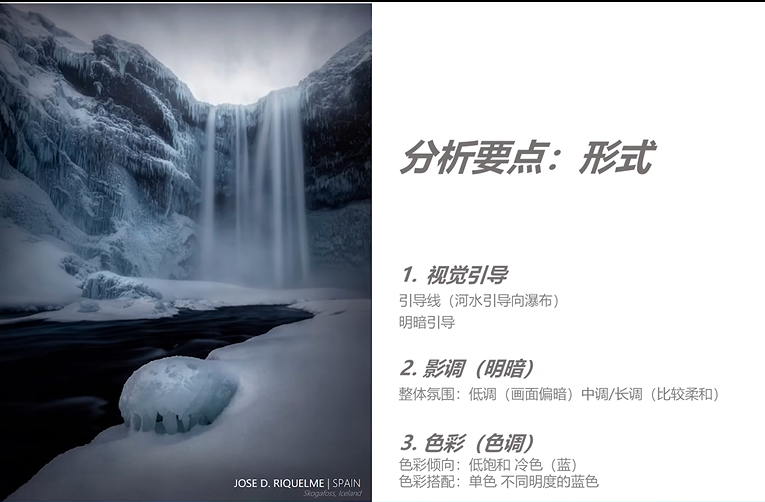 分析要点：形式
1. 视觉引导
引导线（河水引导向瀑布）
明暗引导
2. 影调（明暗）
整体氛围：低调（画面偏暗）中调/长调（比较柔和）
3. 色彩（色调）
色彩倾向：低饱和 冷色（蓝）
色彩搭配：单色 不同明度的蓝色
JOSE D. RIQUELME | SPAIN
Skogafoss, Iceland